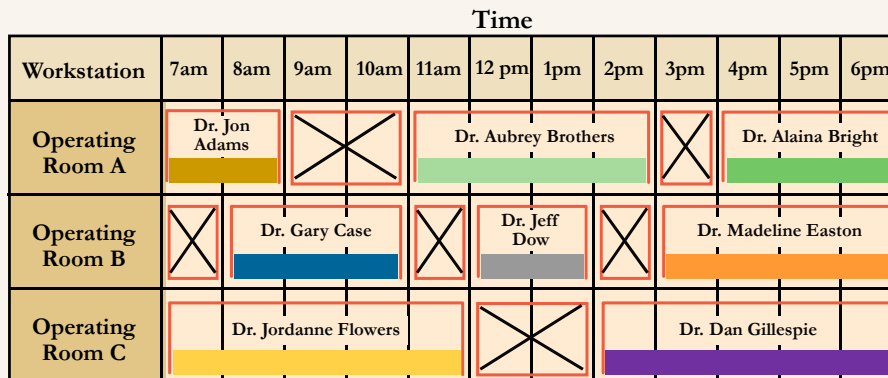 Time
Workstation 7am 8am 9am 10am 11am 12 pm 1pm 2pm 3pm 4pm 5pm 6pm
Operating
Room A
Dr. Jon
Adams
Dr. Aubrey Brothers
Dr. Alaina Bright
Operating
Room B
Dr. Gary Case
Dr. Jeff
Dow
Dr. Madeline Easton
Operating
Room C
Dr. Jordanne Flowers
Dr. Dan Gillespie